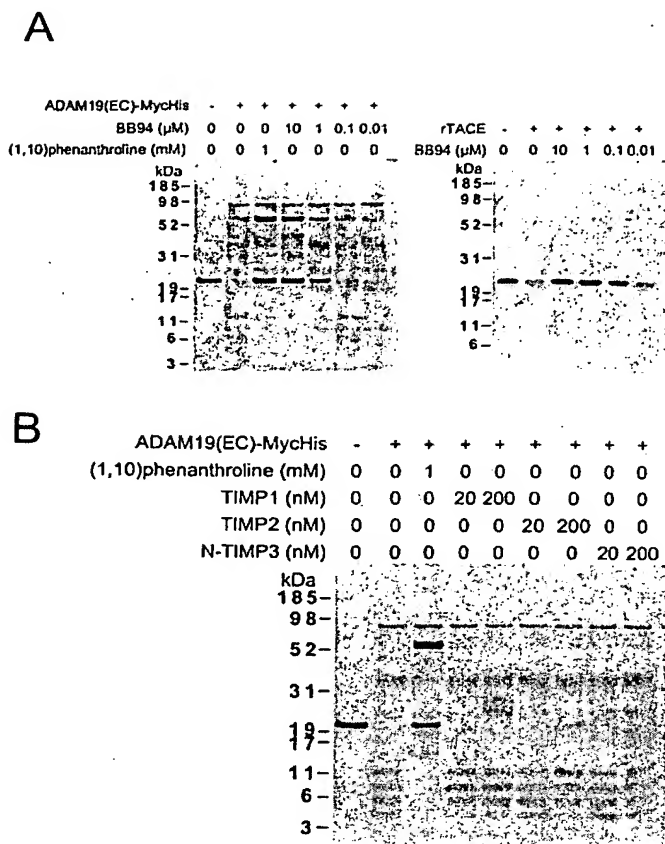 A
ADAM19(EC)-MycHis - + + + + + +
BB94 (µM) 0 0 0 10 1 0.1 0.01
(1,10)phenanthroline (mM) 0 0 1 0 0 0 0
kDa
185-
98-
52-
31-
19-
17
11-
6-
3-
rTACE - + + + + +
BB94 (µM) 0 0 10 1 0.1 0.01
kDa
185-
98-
52-
31-
19-
17
11-
6-
B
ADAM19(EC)-MycHis - + + + + + + + +
(1,10)phenanthroline (mM) 0 0 1 0 0 0 0 0 0
TIMP1 (nM) 0 0 0 20 200 0 0 0 0
TIMP2 (nM) 0 0 0 0 0 20 200 0 0
N-TIMP3 (nM) 0 0 0 0 0 0 0 20 200
kDa
185-
98-
52-
31-
19-
17
11-
6-
3-